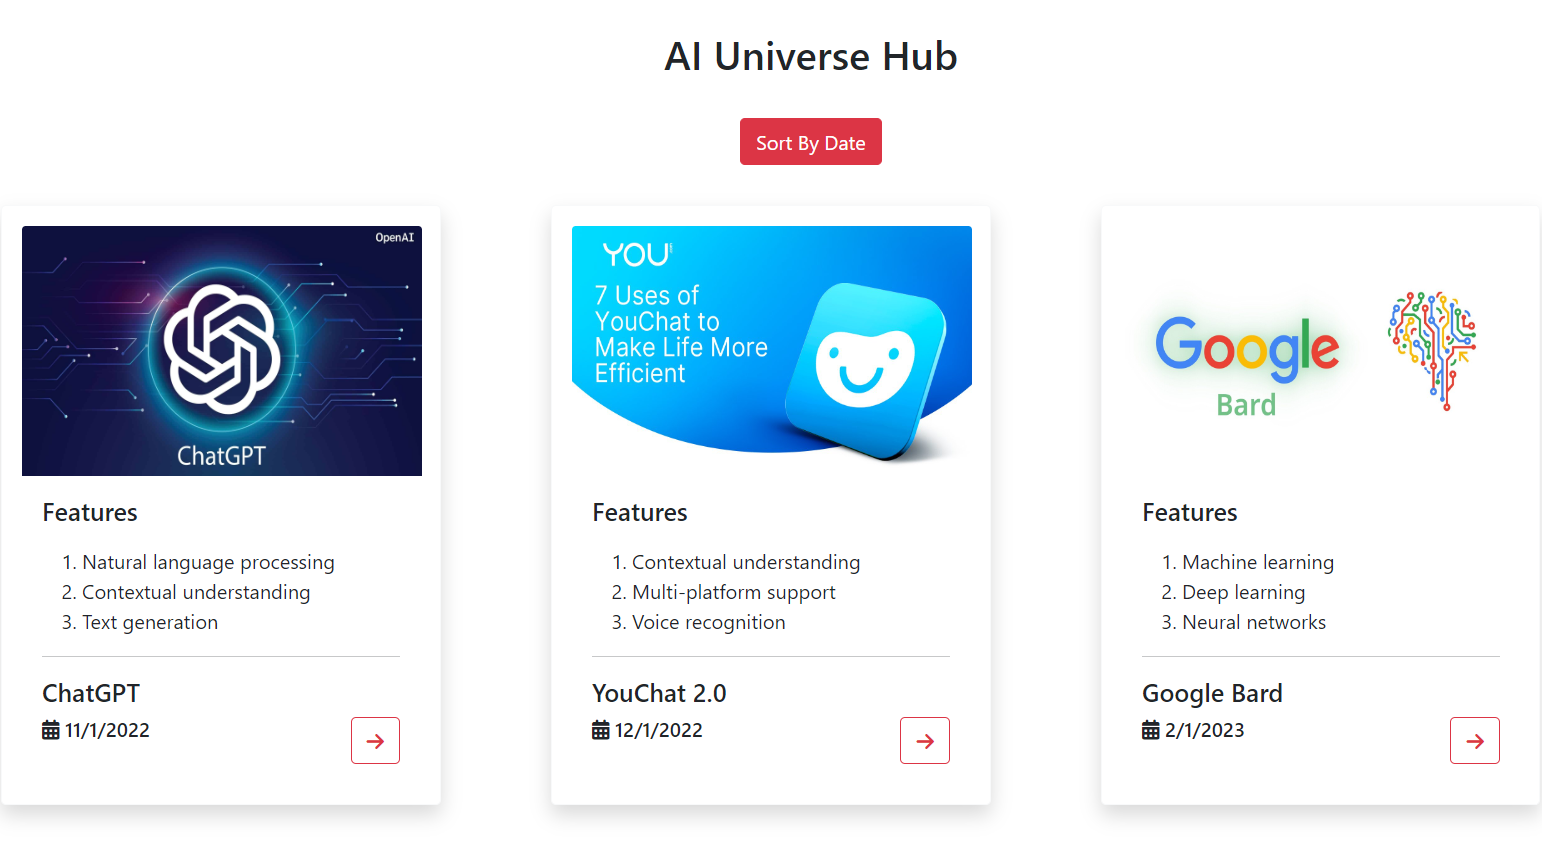 AI Universe Hub
Sort By Date
OpenAI
ChatGPT
Features
1. Natural language processing
2. Contextual understanding
3. Text generation
ChatGPT
11/1/2022
YOU
7 Uses of
YouChat to
Make Life More
Efficient
Features
1. Contextual understanding
2. Multi-platform support
3. Voice recognition
YouChat 2.0
12/1/2022
Google
Bard
Features
1. Machine learning
2. Deep learning
3. Neural networks
Google Bard
2/1/2023